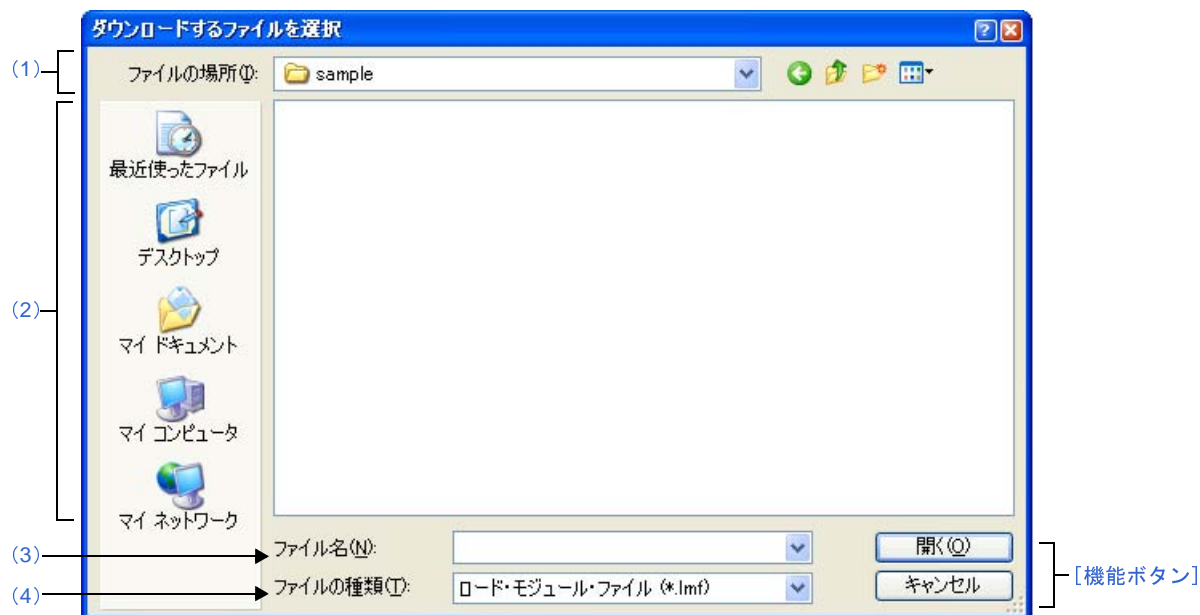 ダウンロードするファイルを選択
(1)
ファイルの場所(I):
sample
(2)
最近使ったファイル
デスクトップ
マイ ドキュメント
マイ コンピュータ
マイ ネットワーク
(3)
ファイル名(N):
開く(O)
(4)
ファイルの種類(T):
ロード・モジュール・ファイル (*.lmf)
キャンセル
[機能ボタン]